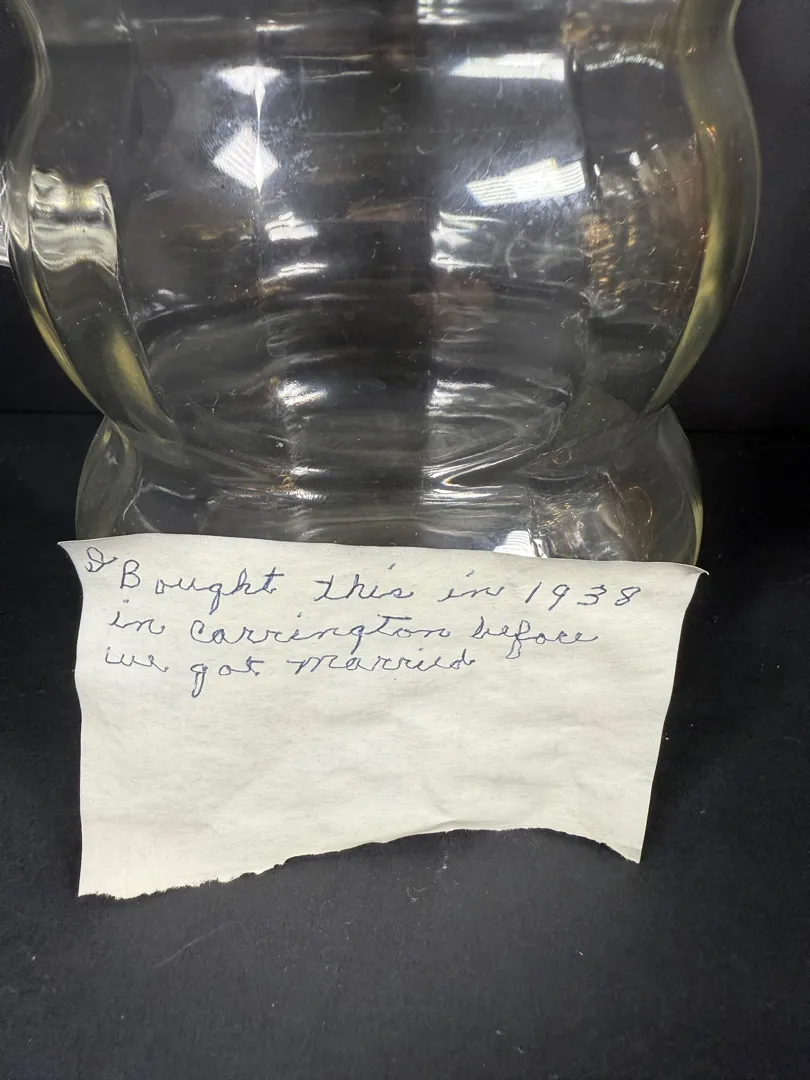 I Bought this in 1938
in Carrington before
we got married